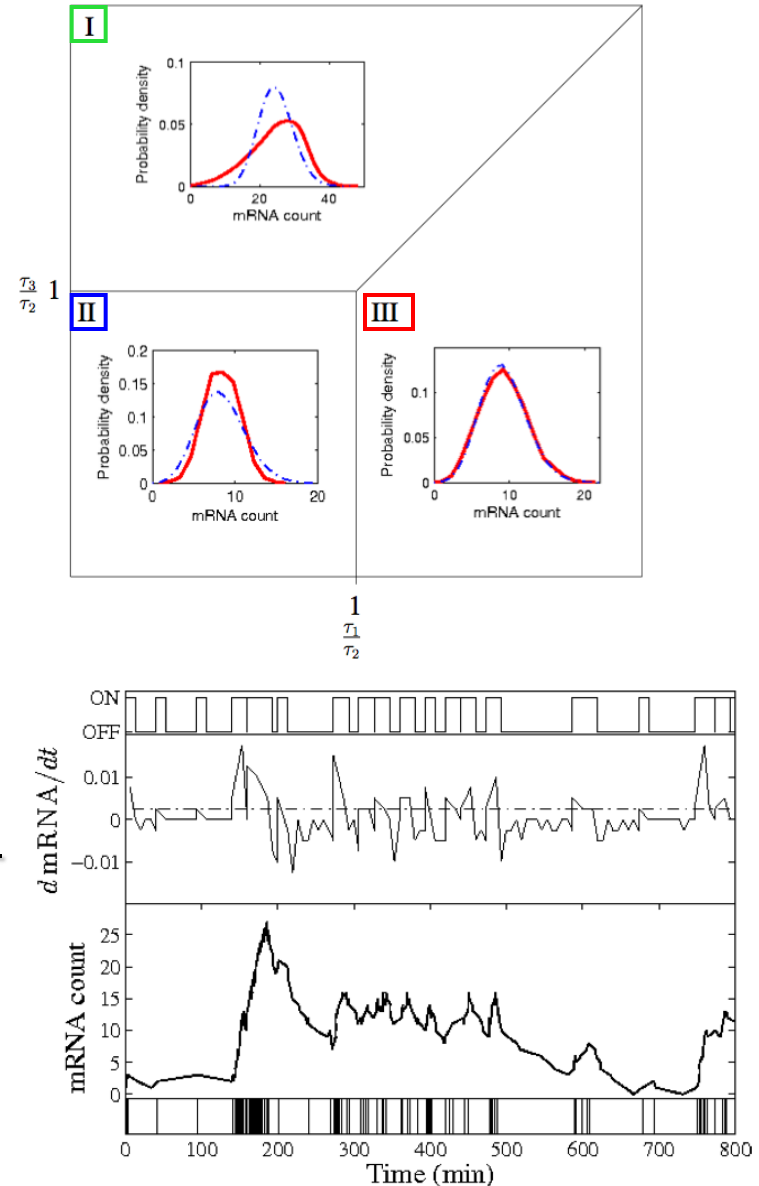 I
0.1
0.05
0
Probability density
0 20 40
mRNA count
τ3/τ2 1
II III
0.2
0.15
0.1
0.05
0
Probability density
0 10 20
mRNA count
0.1
0.05
0
Probability density
0 10 20
mRNA count
1
τ1/τ2
ON
OFF
0.01
0
−0.01
d mRNA/dt
25
20
15
10
5
0
mRNA count
0 100 200 300 400 500 600 700 800
Time (min)